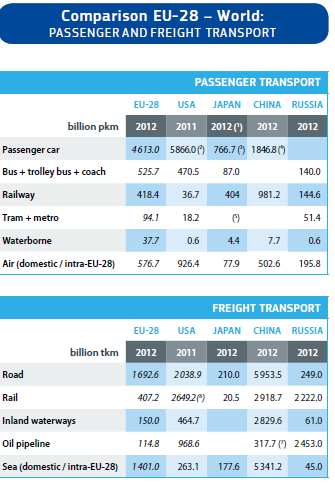 Comparison EU-28 – World:
PASSENGER AND FREIGHT TRANSPORT
PASSENGER TRANSPORT
EU-28 USA JAPAN CHINA RUSSIA
billion pkm 2012 2011 2012 (¹) 2012 2012
Passenger car 4613.0 5866.0 (²) 766.7 (³) 1846.8 (⁴)
Bus + trolley bus + coach 525.7 470.5 87.0 140.0
Railway 418.4 36.7 404 981.2 144.6
Tram + metro 94.1 18.2 (⁵) 51.4
Waterborne 37.7 0.6 4.4 7.7 0.6
Air (domestic / intra-EU-28) 576.7 926.4 77.9 502.6 195.8
FREIGHT TRANSPORT
EU-28 USA JAPAN CHINA RUSSIA
billion tkm 2012 2011 2012 2012 2012
Road 1692.6 2038.9 210.0 5953.5 249.0
Rail 407.2 2649.2 (⁶) 20.5 2918.7 2222.0
Inland waterways 150.0 464.7 2829.6 61.0
Oil pipeline 114.8 968.6 317.7 (⁷) 2453.0
Sea (domestic / intra-EU-28) 1401.0 263.1 177.6 5341.2 45.0